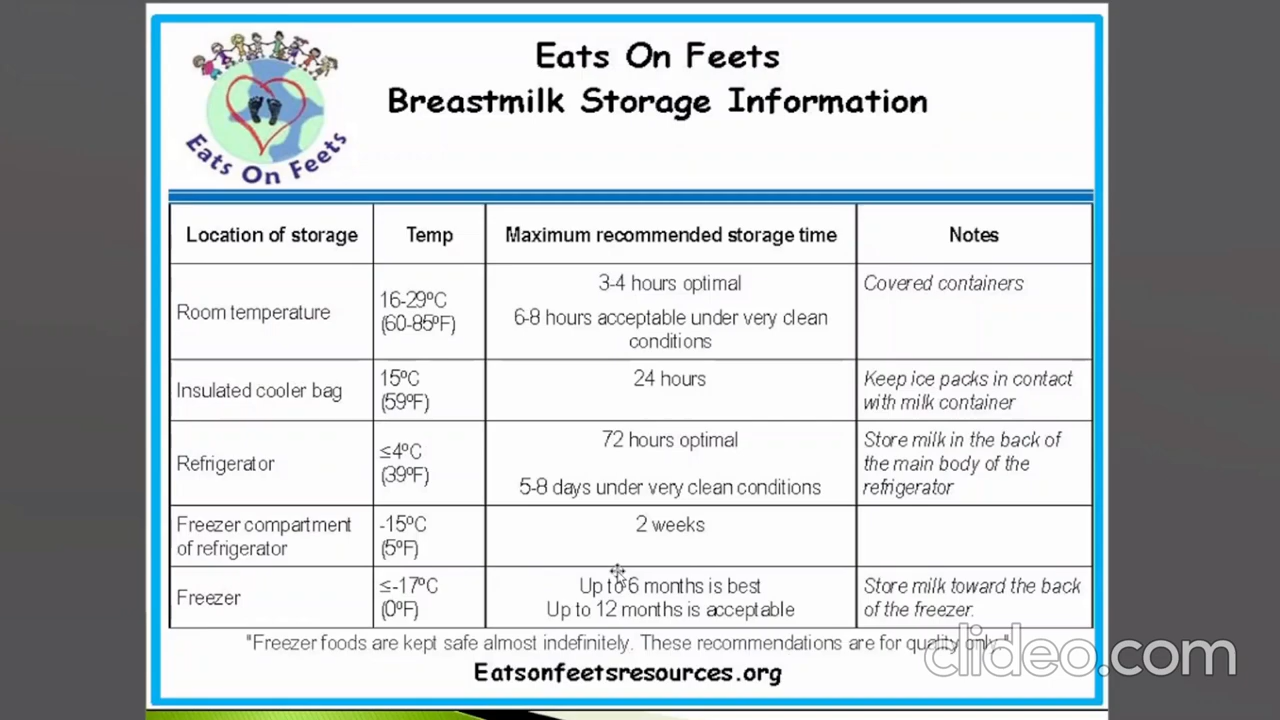 Eats On Feets
Breastmilk Storage Information
Eats On Feets
Location of storage
Temp
Maximum recommended storage time
Notes
Room temperature
16-29ºC
(60-85ºF)
3-4 hours optimal
6-8 hours acceptable under very clean
conditions
Covered containers
Insulated cooler bag
15ºC
(59ºF)
24 hours
Keep ice packs in contact
with milk container
Refrigerator
≤4ºC
(39ºF)
72 hours optimal
5-8 days under very clean conditions
Store milk in the back of
the main body of the
refrigerator
Freezer compartment
of refrigerator
-15ºC
(5ºF)
2 weeks
Freezer
≤-17ºC
(0ºF)
Up to 6 months is best
Up to 12 months is acceptable
Store milk toward the back
of the freezer.
"Freezer foods are kept safe almost indefinitely. These recommendations are for quality only."
Eatsonfeetsresources.org
clideo.com